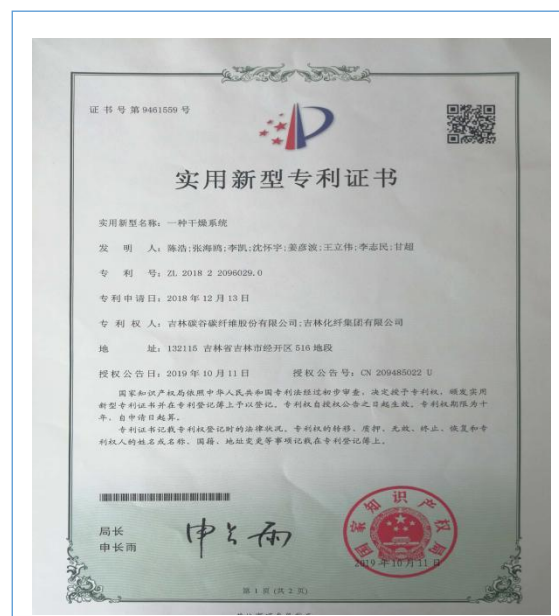 证书号第9461559号
实用新型专利证书
实用新型名称：一种干燥系统
发明人：陈浩;张海鸥;李凯;沈怀宇;姜彦波;王立伟;李志民;甘超
专利号：ZL 2018 2 2096029.0
专利申请日：2018年12月13日
专利权人：吉林碳谷碳纤维股份有限公司;吉林化纤集团有限公司
地址：132115 吉林省吉林市经开区516地段
授权公告日：2019年10月11日 授权公告号：CN 209485022 U
国家知识产权局依照中华人民共和国专利法经过初步审查，决定授予专利权，颁发实用
新型专利证书并在专利登记簿上予以登记。专利权自授权公告之日起生效。专利权期限为十
年，自申请日起算。
专利证书记载专利权登记时的法律状况。专利权的转移、质押、无效、终止、恢复和专
利权人的姓名或名称、国籍、地址变更等事项记载在专利登记簿上。
局长
申长雨
申长雨
国家知识产权局
2019年10月11日
第 1 页 (共 2 页)